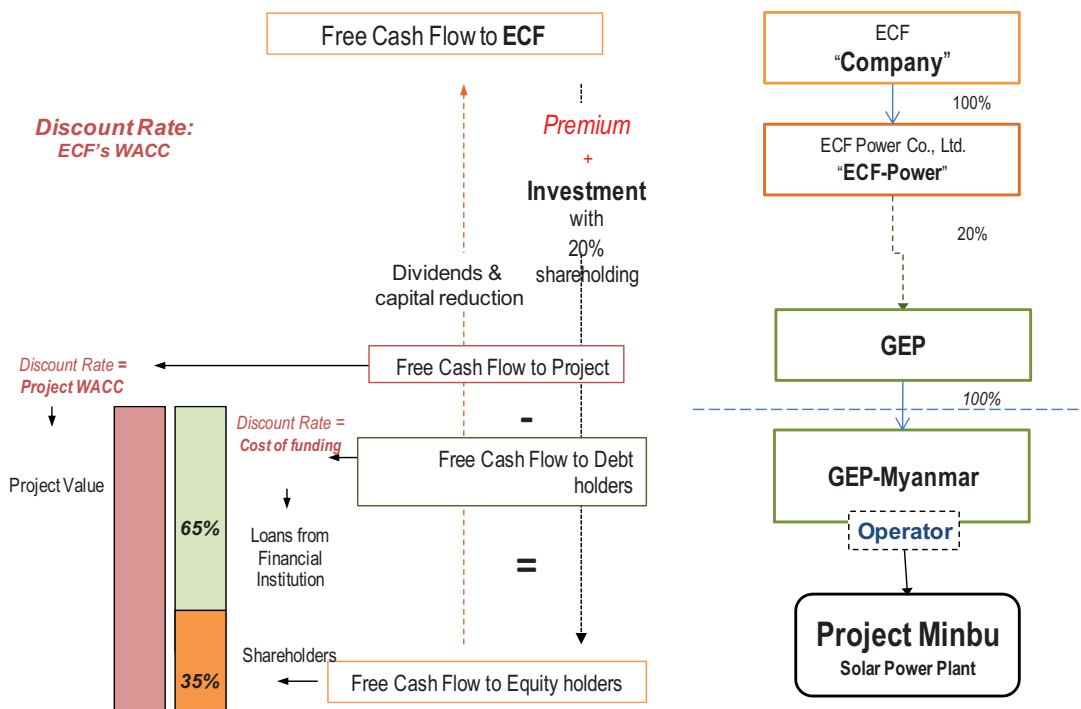 Free Cash Flow to ECF
Discount Rate:
ECF's WACC
Premium
+
Investment
with
20%
shareholding
Dividends &
capital reduction
Free Cash Flow to Project
Discount Rate =
Project WACC
-
Discount Rate =
Cost of funding
Free Cash Flow to Debt
holders
Project Value
65%
Loans from
Financial
Institution
=
Shareholders
35%
Free Cash Flow to Equity holders
ECF
“Company”
100%
ECF Power Co., Ltd.
“ECF-Power”
20%
GEP
100%
GEP-Myanmar
Operator
Project Minbu
Solar Power Plant